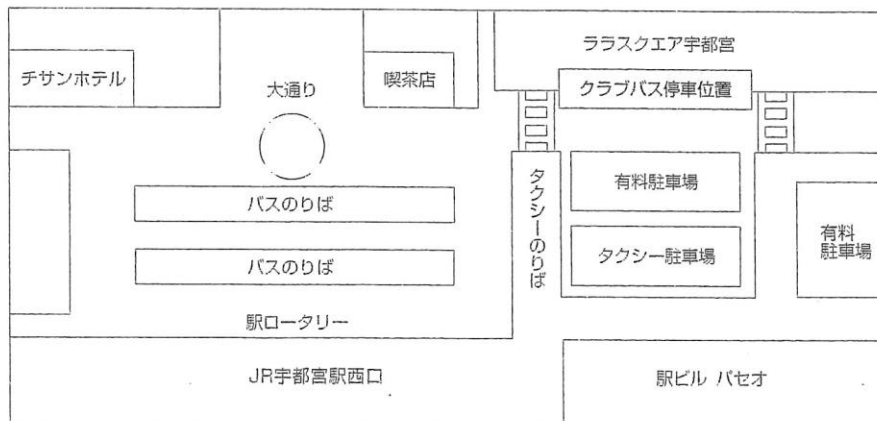 ララスクエア宇都宮
チサンホテル
大通り
喫茶店
クラブバス停車位置
バスのりば
バスのりば
タクシーのりば
有料駐車場
タクシー駐車場
有料
駐車場
駅ロータリー
JR宇都宮駅西口
駅ビル パセオ